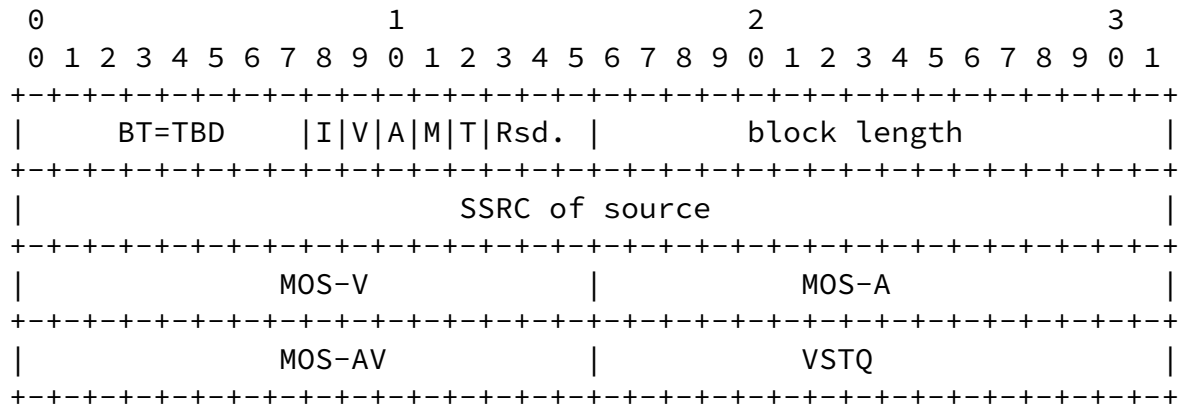 0                   1                   2                   3
 0 1 2 3 4 5 6 7 8 9 0 1 2 3 4 5 6 7 8 9 0 1 2 3 4 5 6 7 8 9 0 1
+-+-+-+-+-+-+-+-+-+-+-+-+-+-+-+-+-+-+-+-+-+-+-+-+-+-+-+-+-+-+-+-+
|     BT=TBD    |I|V|A|M|T|Rsd. |        block length           |
+-+-+-+-+-+-+-+-+-+-+-+-+-+-+-+-+-+-+-+-+-+-+-+-+-+-+-+-+-+-+-+-+
|                        SSRC of source                         |
+-+-+-+-+-+-+-+-+-+-+-+-+-+-+-+-+-+-+-+-+-+-+-+-+-+-+-+-+-+-+-+-+
|              MOS-V            |           MOS-A               |
+-+-+-+-+-+-+-+-+-+-+-+-+-+-+-+-+-+-+-+-+-+-+-+-+-+-+-+-+-+-+-+-+
|              MOS-AV           |           VSTQ                |
+-+-+-+-+-+-+-+-+-+-+-+-+-+-+-+-+-+-+-+-+-+-+-+-+-+-+-+-+-+-+-+-+